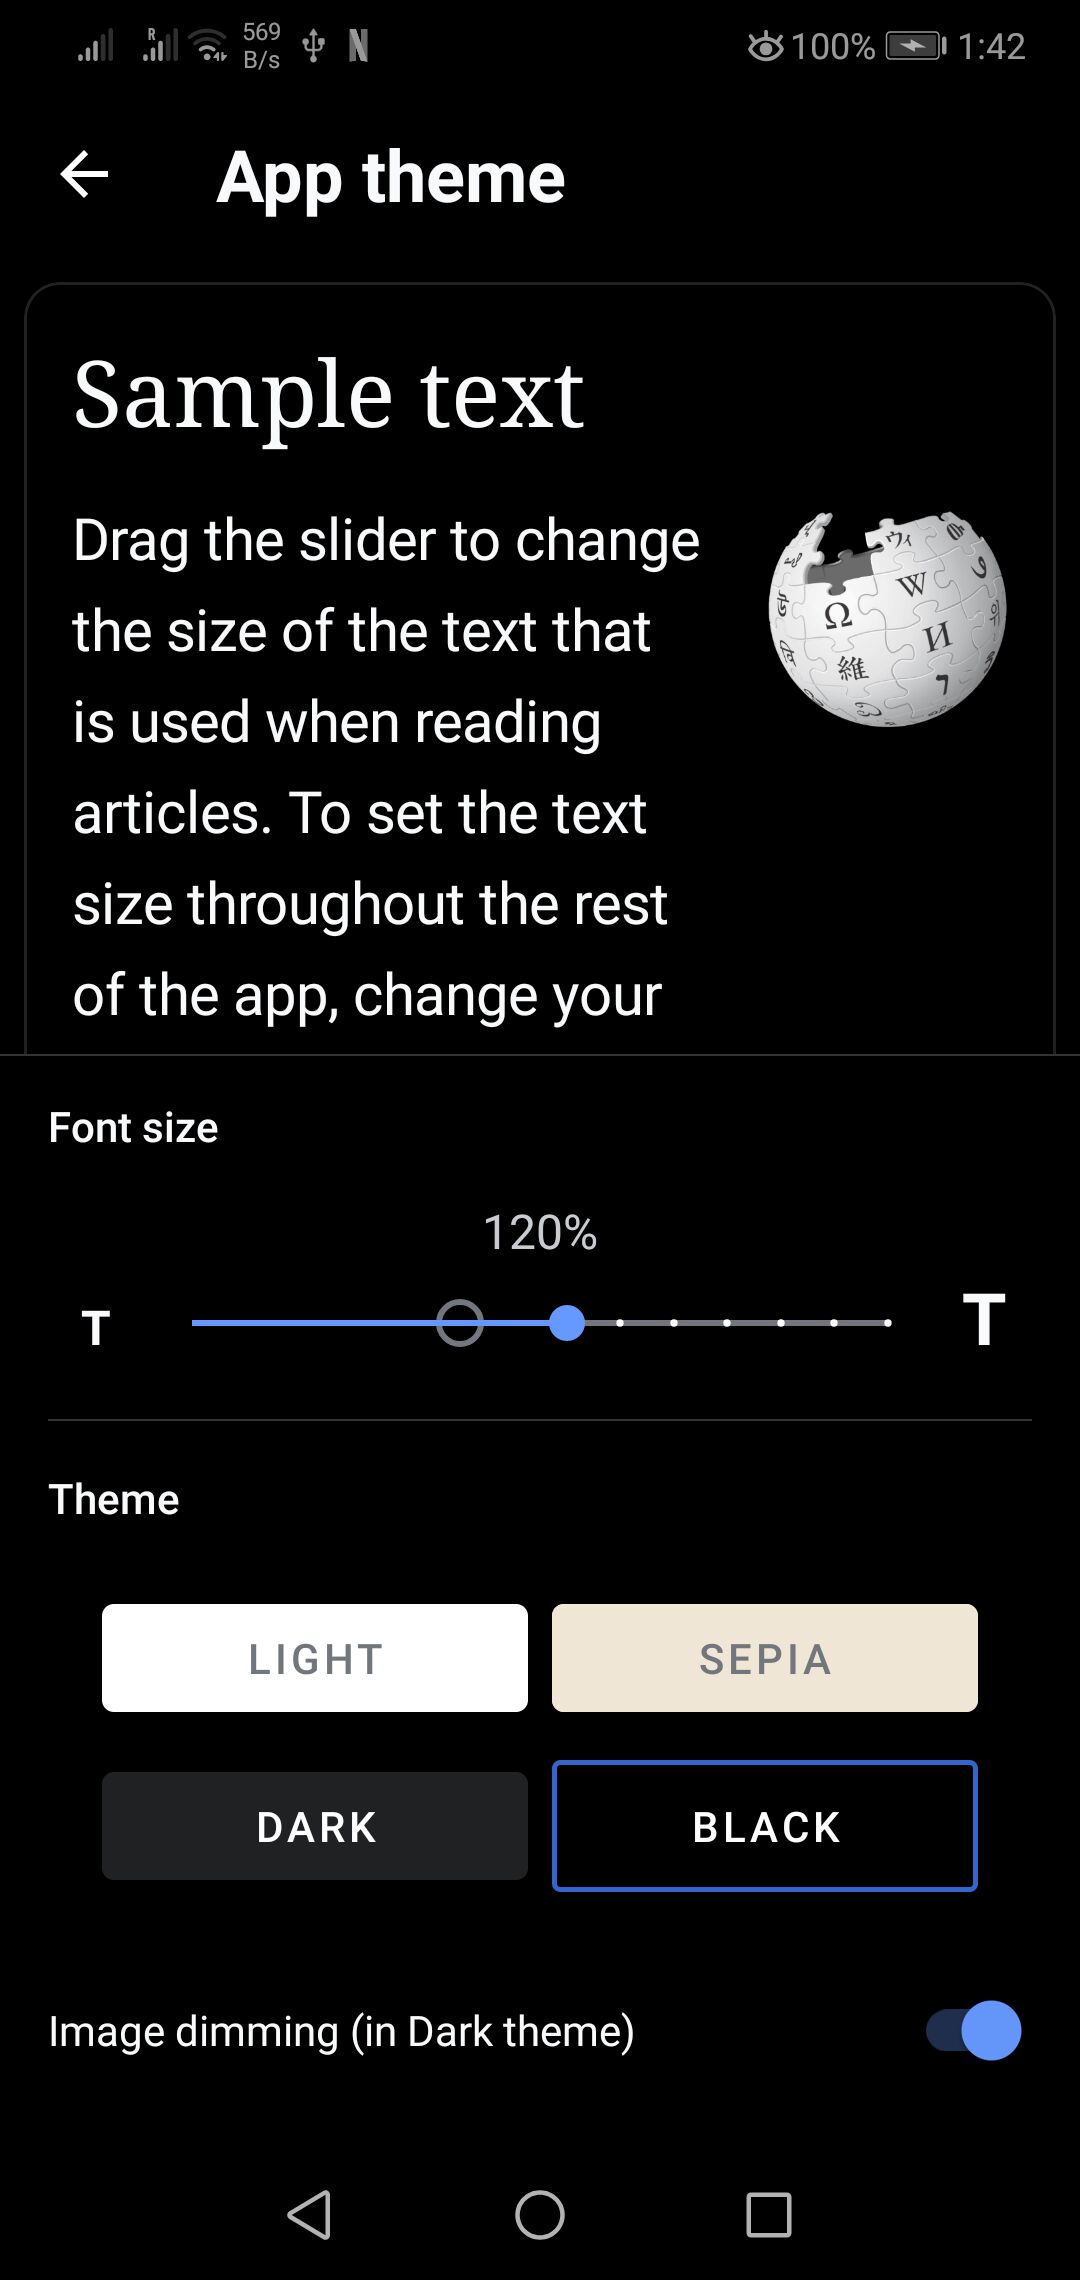 569
B/s
100%
1:42
App theme
Sample text
Drag the slider to change
the size of the text that
is used when reading
articles. To set the text
size throughout the rest
of the app, change your
Ω W И
維
Font size
120%
T T
Theme
LIGHT SEPIA
DARK BLACK
Image dimming (in Dark theme)